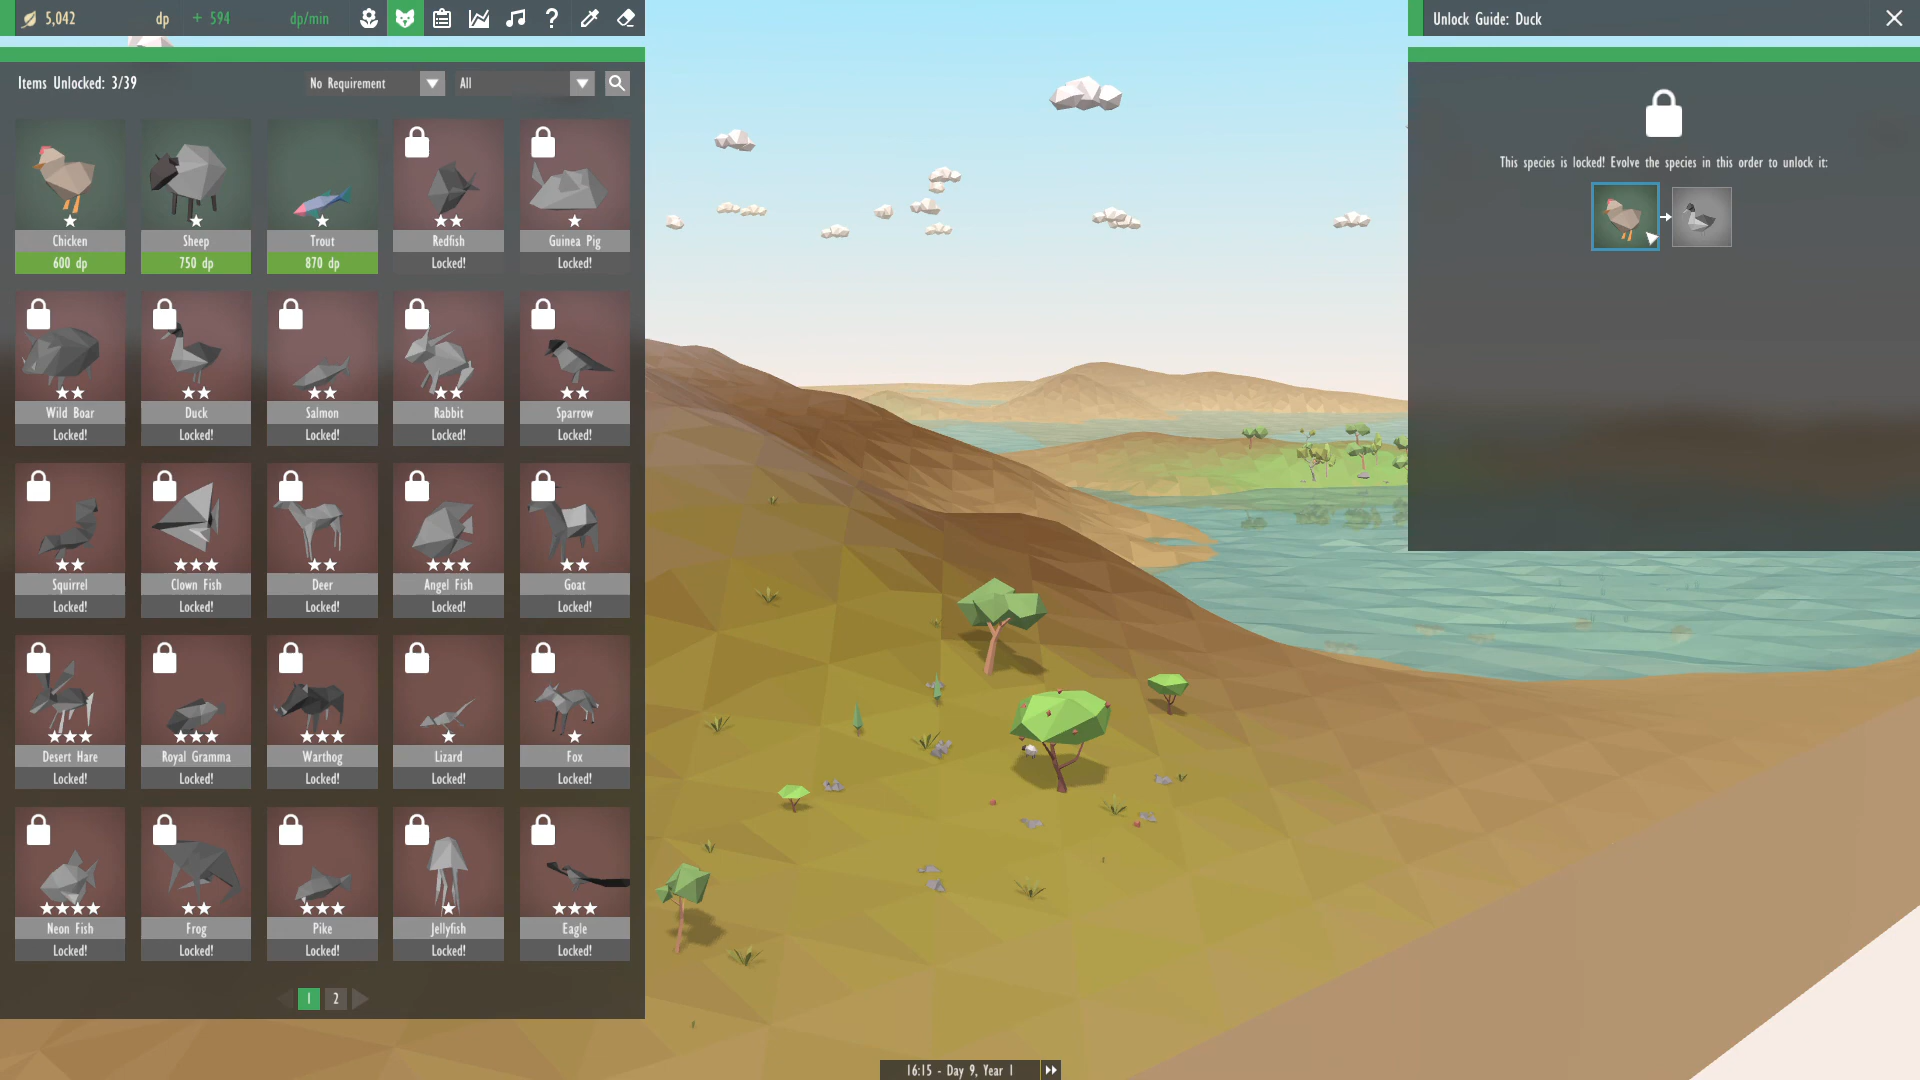 5,042 dp + 594 dp/min
Unlock Guide: Duck
Items Unlocked: 3/39
No Requirement
All
Chicken
600 dp
Sheep
750 dp
Trout
870 dp
Redfish
Locked!
Guinea Pig
Locked!
Wild Boar
Locked!
Duck
Locked!
Salmon
Locked!
Rabbit
Locked!
Sparrow
Locked!
Squirrel
Locked!
Clown Fish
Locked!
Deer
Locked!
Angel Fish
Locked!
Goat
Locked!
Desert Hare
Locked!
Royal Gramma
Locked!
Warthog
Locked!
Lizard
Locked!
Fox
Locked!
Neon Fish
Locked!
Frog
Locked!
Pike
Locked!
Jellyfish
Locked!
Eagle
Locked!
1 2
This species is locked! Evolve the species in this order to unlock it:
16:15 - Day 9, Year 1